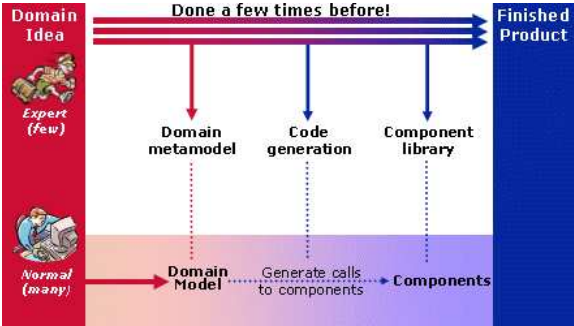 Domain
Idea
Done a few times before!
Finished
Product
Expert
(few)
Domain
metamodel
Code
generation
Component
library
Normal
(many)
Domain
Model
Generate calls
to components
Components